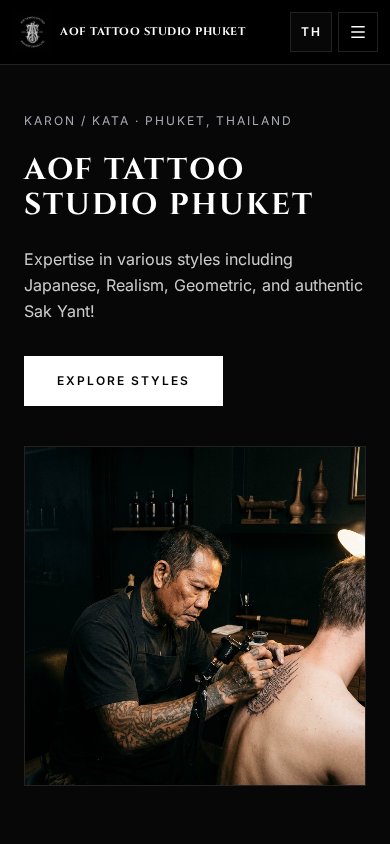 AOF TATTOO STUDIO PHUKET
TH
KARON / KATA · PHUKET, THAILAND
AOF TATTOO
STUDIO PHUKET
Expertise in various styles including
Japanese, Realism, Geometric, and authentic
Sak Yant!
EXPLORE STYLES